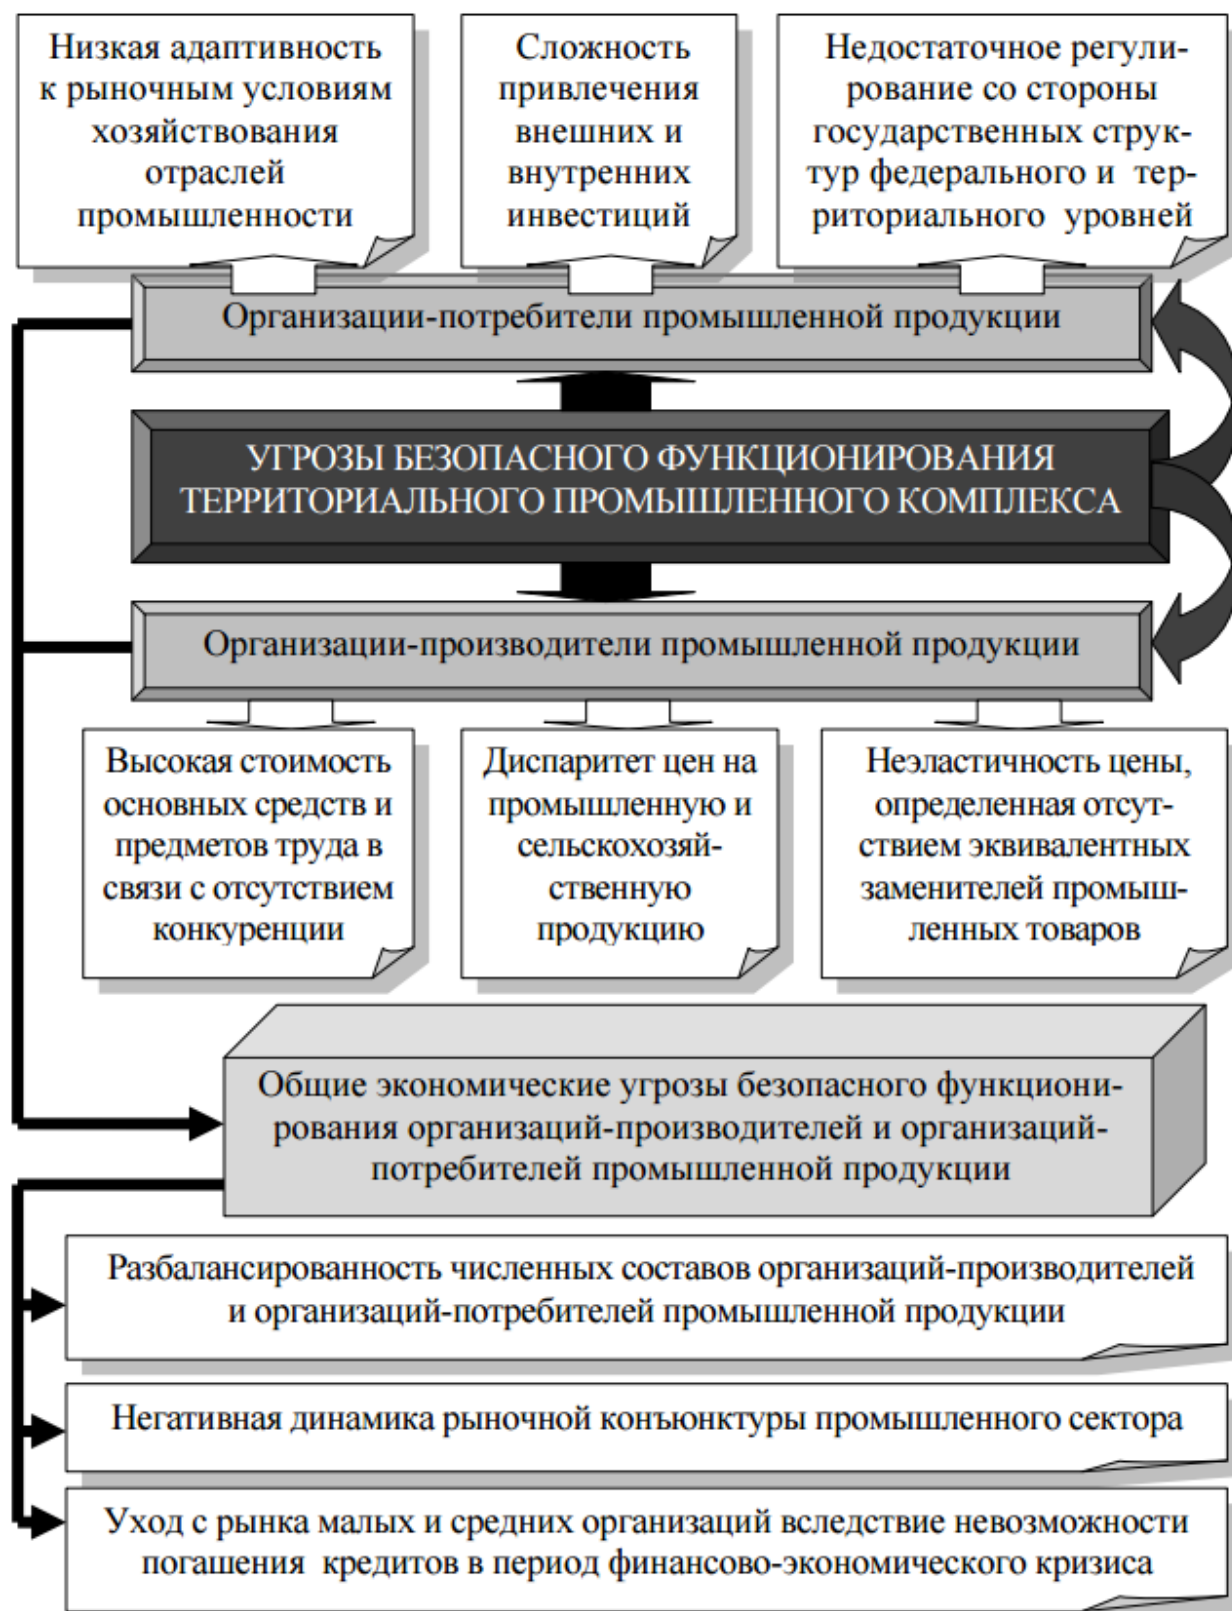 Низкая адаптивность
к рыночным условиям
хозяйствования
отраслей
промышленности
Сложность
привлечения
внешних и
внутренних
инвестиций
Недостаточное регули-
рование со стороны
государственных струк-
тур федерального и тер-
риториального уровней
Организации-потребители промышленной продукции
УГРОЗЫ БЕЗОПАСНОГО ФУНКЦИОНИРОВАНИЯ
ТЕРРИТОРИАЛЬНОГО ПРОМЫШЛЕННОГО КОМПЛЕКСА
Организации-производители промышленной продукции
Высокая стоимость
основных средств и
предметов труда в
связи с отсутствием
конкуренции
Диспаритет цен на
промышленную и
сельскохозяй-
ственную
продукцию
Неэластичность цены,
определенная отсут-
ствием эквивалентных
заменителей промыш-
ленных товаров
Общие экономические угрозы безопасного функциони-
рования организаций-производителей и организаций-
потребителей промышленной продукции
Разбалансированность численных составов организаций-производителей
и организаций-потребителей промышленной продукции
Негативная динамика рыночной конъюнктуры промышленного сектора
Уход с рынка малых и средних организаций вследствие невозможности
погашения кредитов в период финансово-экономического кризиса